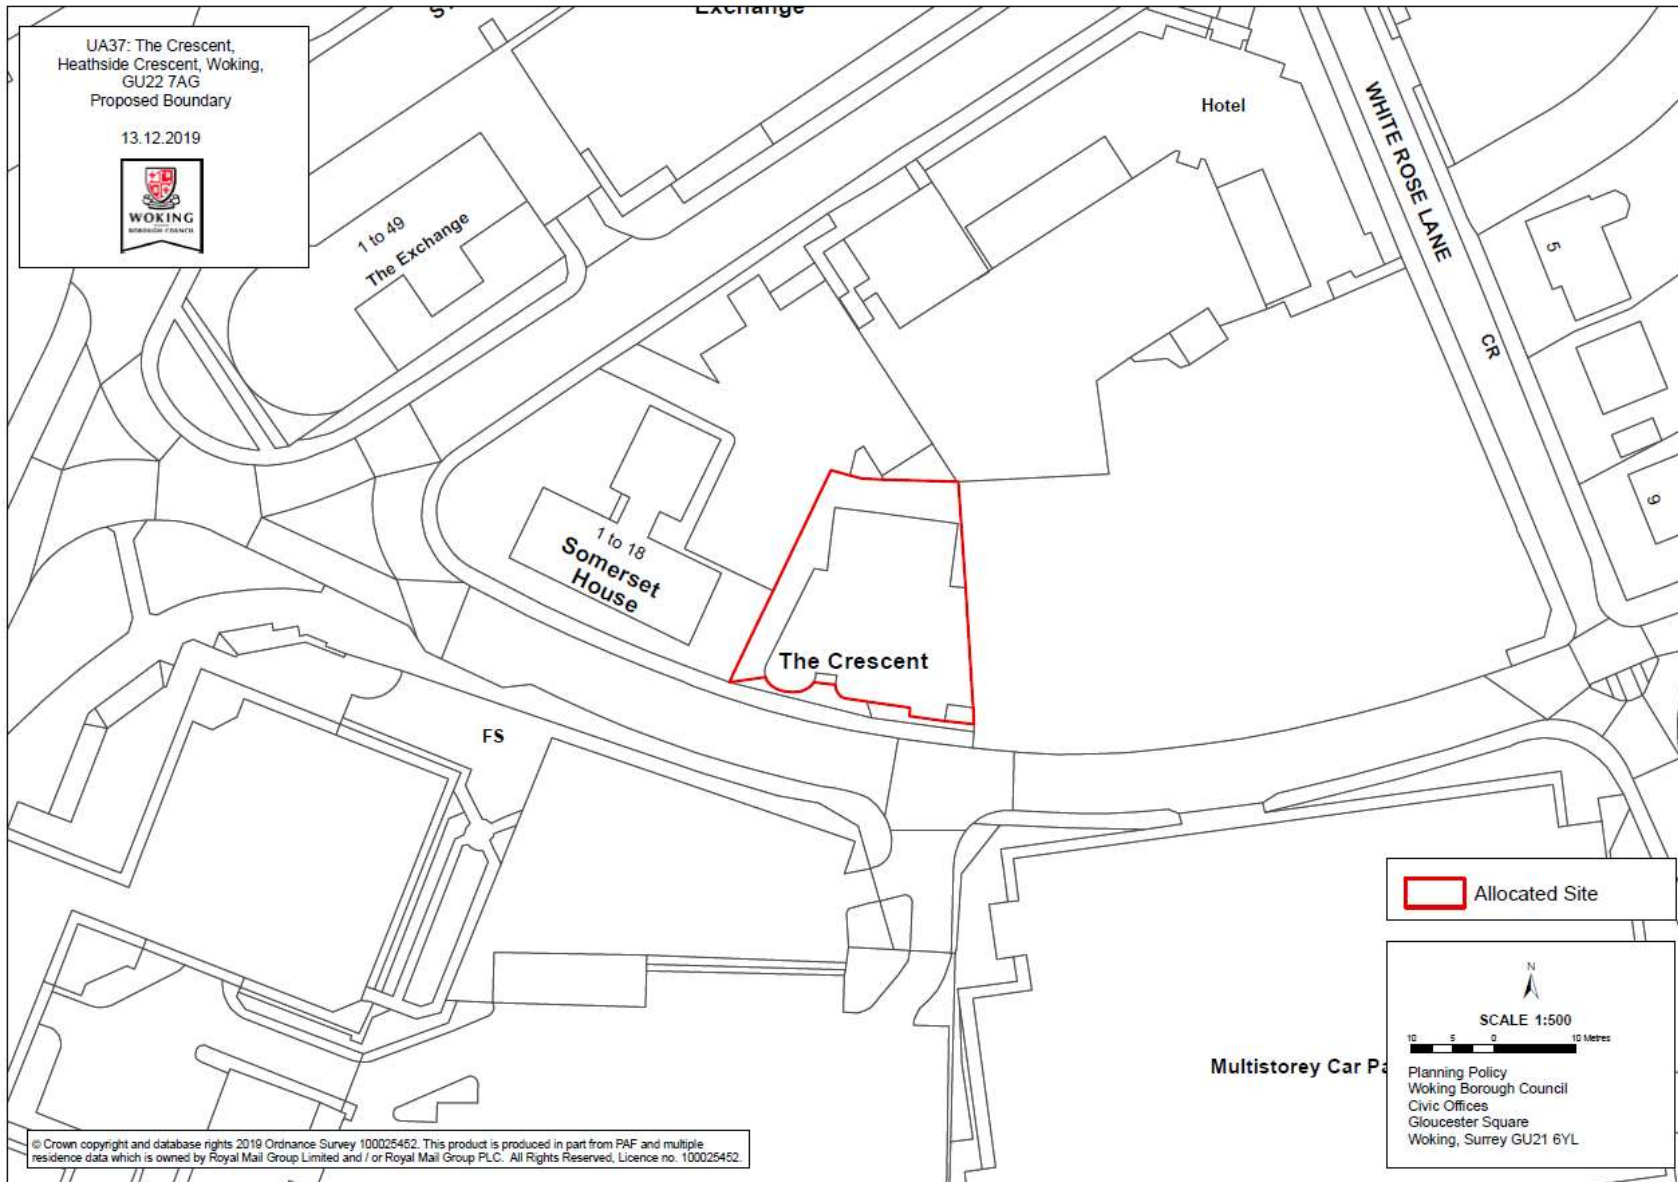 UA37: The Crescent,
Heathside Crescent, Woking,
GU22 7AG
Proposed Boundary
13.12.2019
WOKING
BOROUGH COUNCIL
Exchange
Hotel
WHITE ROSE LANE
1 to 49
The Exchange
5
CR
9
1 to 18
Somerset
House
The Crescent
FS
Allocated Site
N
SCALE 1:500
10 5 0 10 Metres
Multistorey Car Pa
Planning Policy
Woking Borough Council
Civic Offices
Gloucester Square
Woking, Surrey GU21 6YL
© Crown copyright and database rights 2019 Ordnance Survey 100025452. This product is produced in part from PAF and multiple
residence data which is owned by Royal Mail Group Limited and / or Royal Mail Group PLC. All Rights Reserved, Licence no. 100025452.